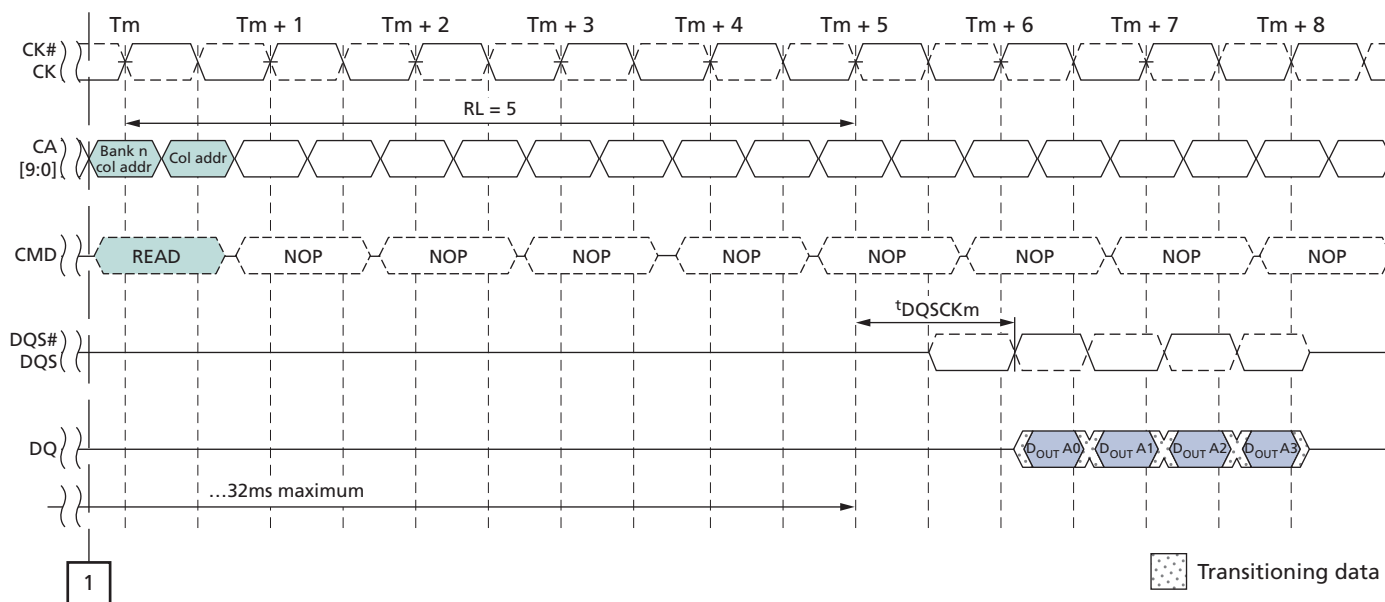 Tm Tm + 1 Tm + 2 Tm + 3 Tm + 4 Tm + 5 Tm + 6 Tm + 7 Tm + 8
CK#
CK
RL = 5
CA
[9:0]
Bank n
col addr
Col addr
CMD READ NOP NOP NOP NOP NOP NOP NOP NOP
tDQSCKm
DQS#
DQS
DQ DOUT A0 DOUT A1 DOUT A2 DOUT A3
...32ms maximum
1
Transitioning data